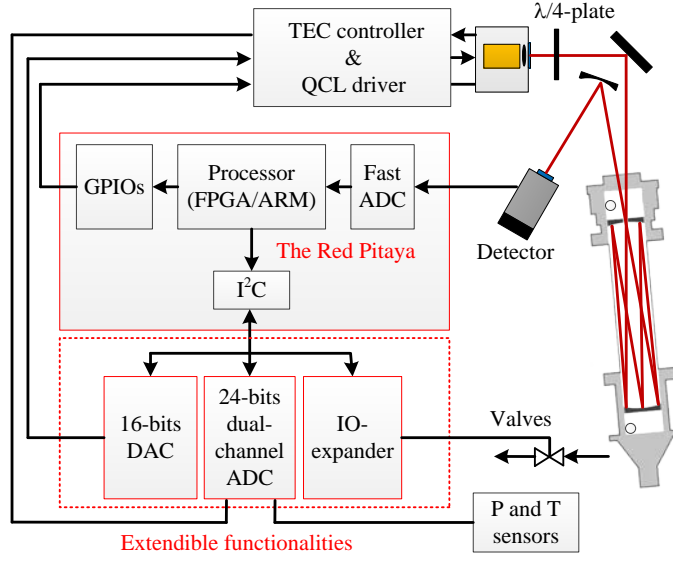 λ/4-plate
TEC controller
&
QCL driver
GPIOs
Processor
(FPGA/ARM)
Fast
ADC
Detector
The Red Pitaya
I²C
16-bits
DAC
24-bits
dual-
channel
ADC
IO-
expander
Valves
P and T
sensors
Extendible functionalities